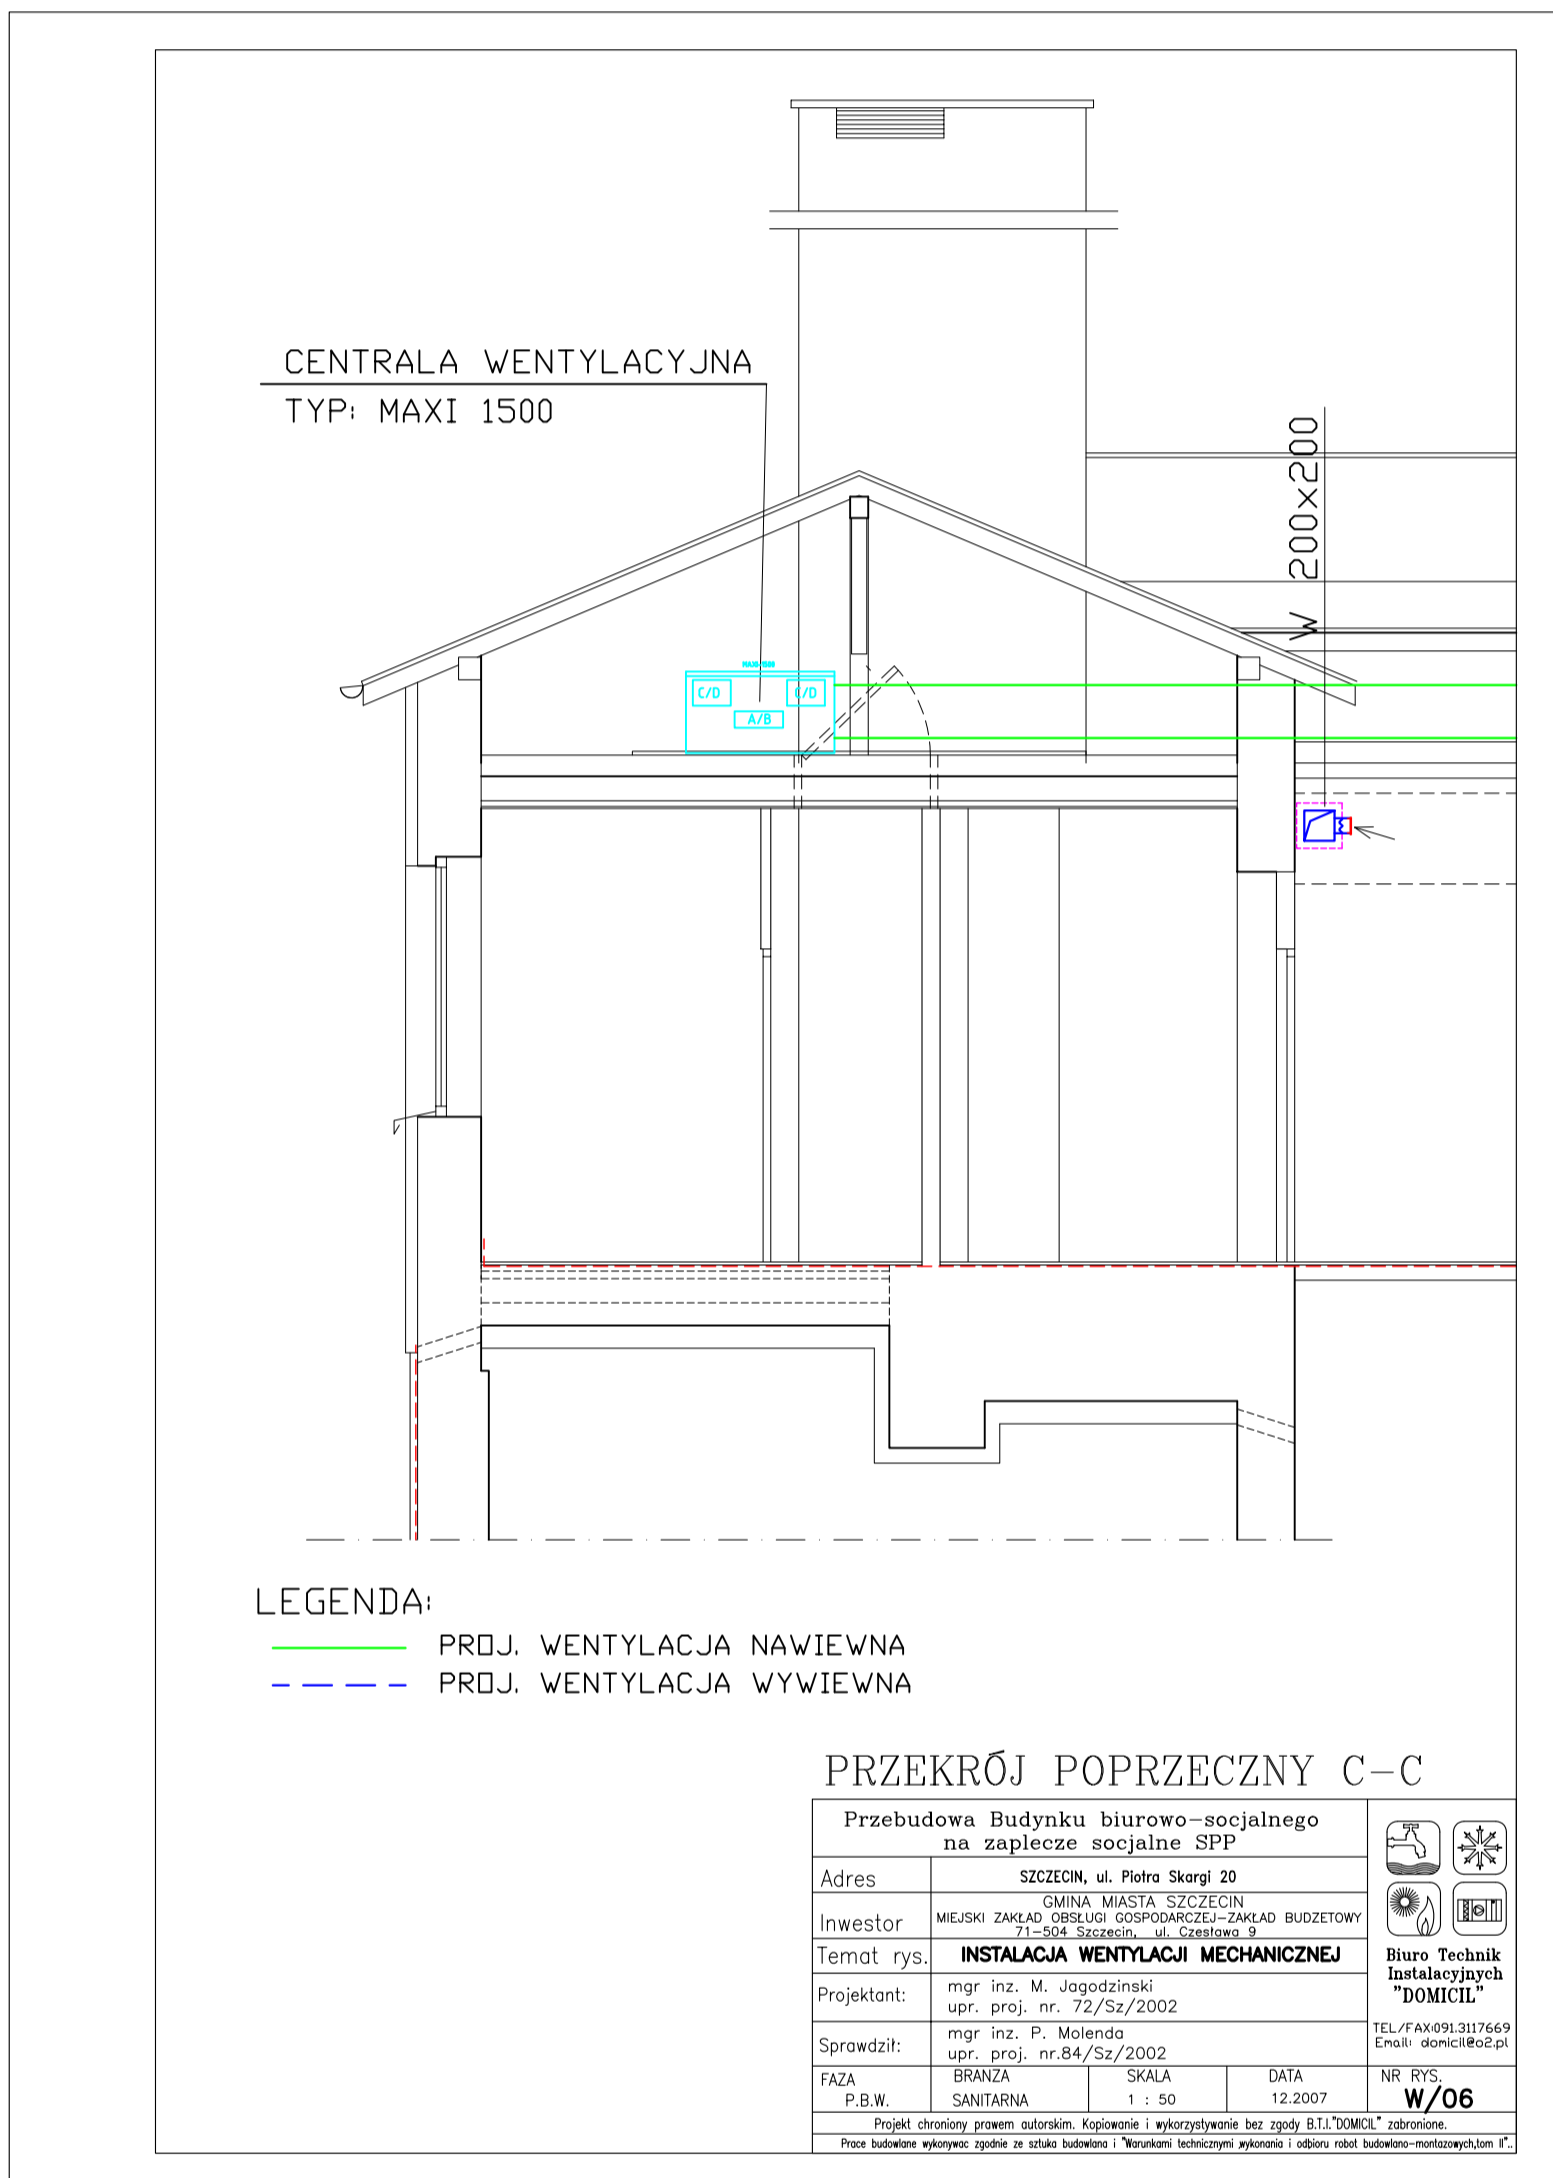 CENTRALA WENTYLACYJNA
TYP: MAXI 1500
W 200x200
MAXI 1500
C/D
C/D
A/B
LEGENDA:
PROJ. WENTYLACJA NAWIEWNA
PROJ. WENTYLACJA WYWIEWNA
PRZEKRÓJ POPRZECZNY C-C
Przebudowa Budynku biurowo-socjalnego
na zaplecze socjalne SPP
Adres
SZCZECIN, ul. Piotra Skargi 20
Inwestor
GMINA MIASTA SZCZECIN
MIEJSKI ZAKŁAD OBSŁUGI GOSPODARCZEJ-ZAKŁAD BUDZETOWY
71-504 Szczecin, ul. Czesława 9
Temat rys.
INSTALACJA WENTYLACJI MECHANICZNEJ
Projektant:
mgr inz. M. Jagodzinski
upr. proj. nr. 72/Sz/2002
Sprawdził:
mgr inz. P. Molenda
upr. proj. nr.84/Sz/2002
Biuro Technik
Instalacyjnych
"DOMICIL"
TEL/FAX:091.3117669
Email: domicil@o2.pl
FAZA
P.B.W.
BRANZA
SANITARNA
SKALA
1 : 50
DATA
12.2007
NR RYS.
W/06
Projekt chroniony prawem autorskim. Kopiowanie i wykorzystywanie bez zgody B.T.I."DOMICIL" zabronione.
Prace budowlane wykonywac zgodnie ze sztuka budowlana i "Warunkami technicznymi ,wykonania i odbioru robot budowlano-montazowych,tom II"..